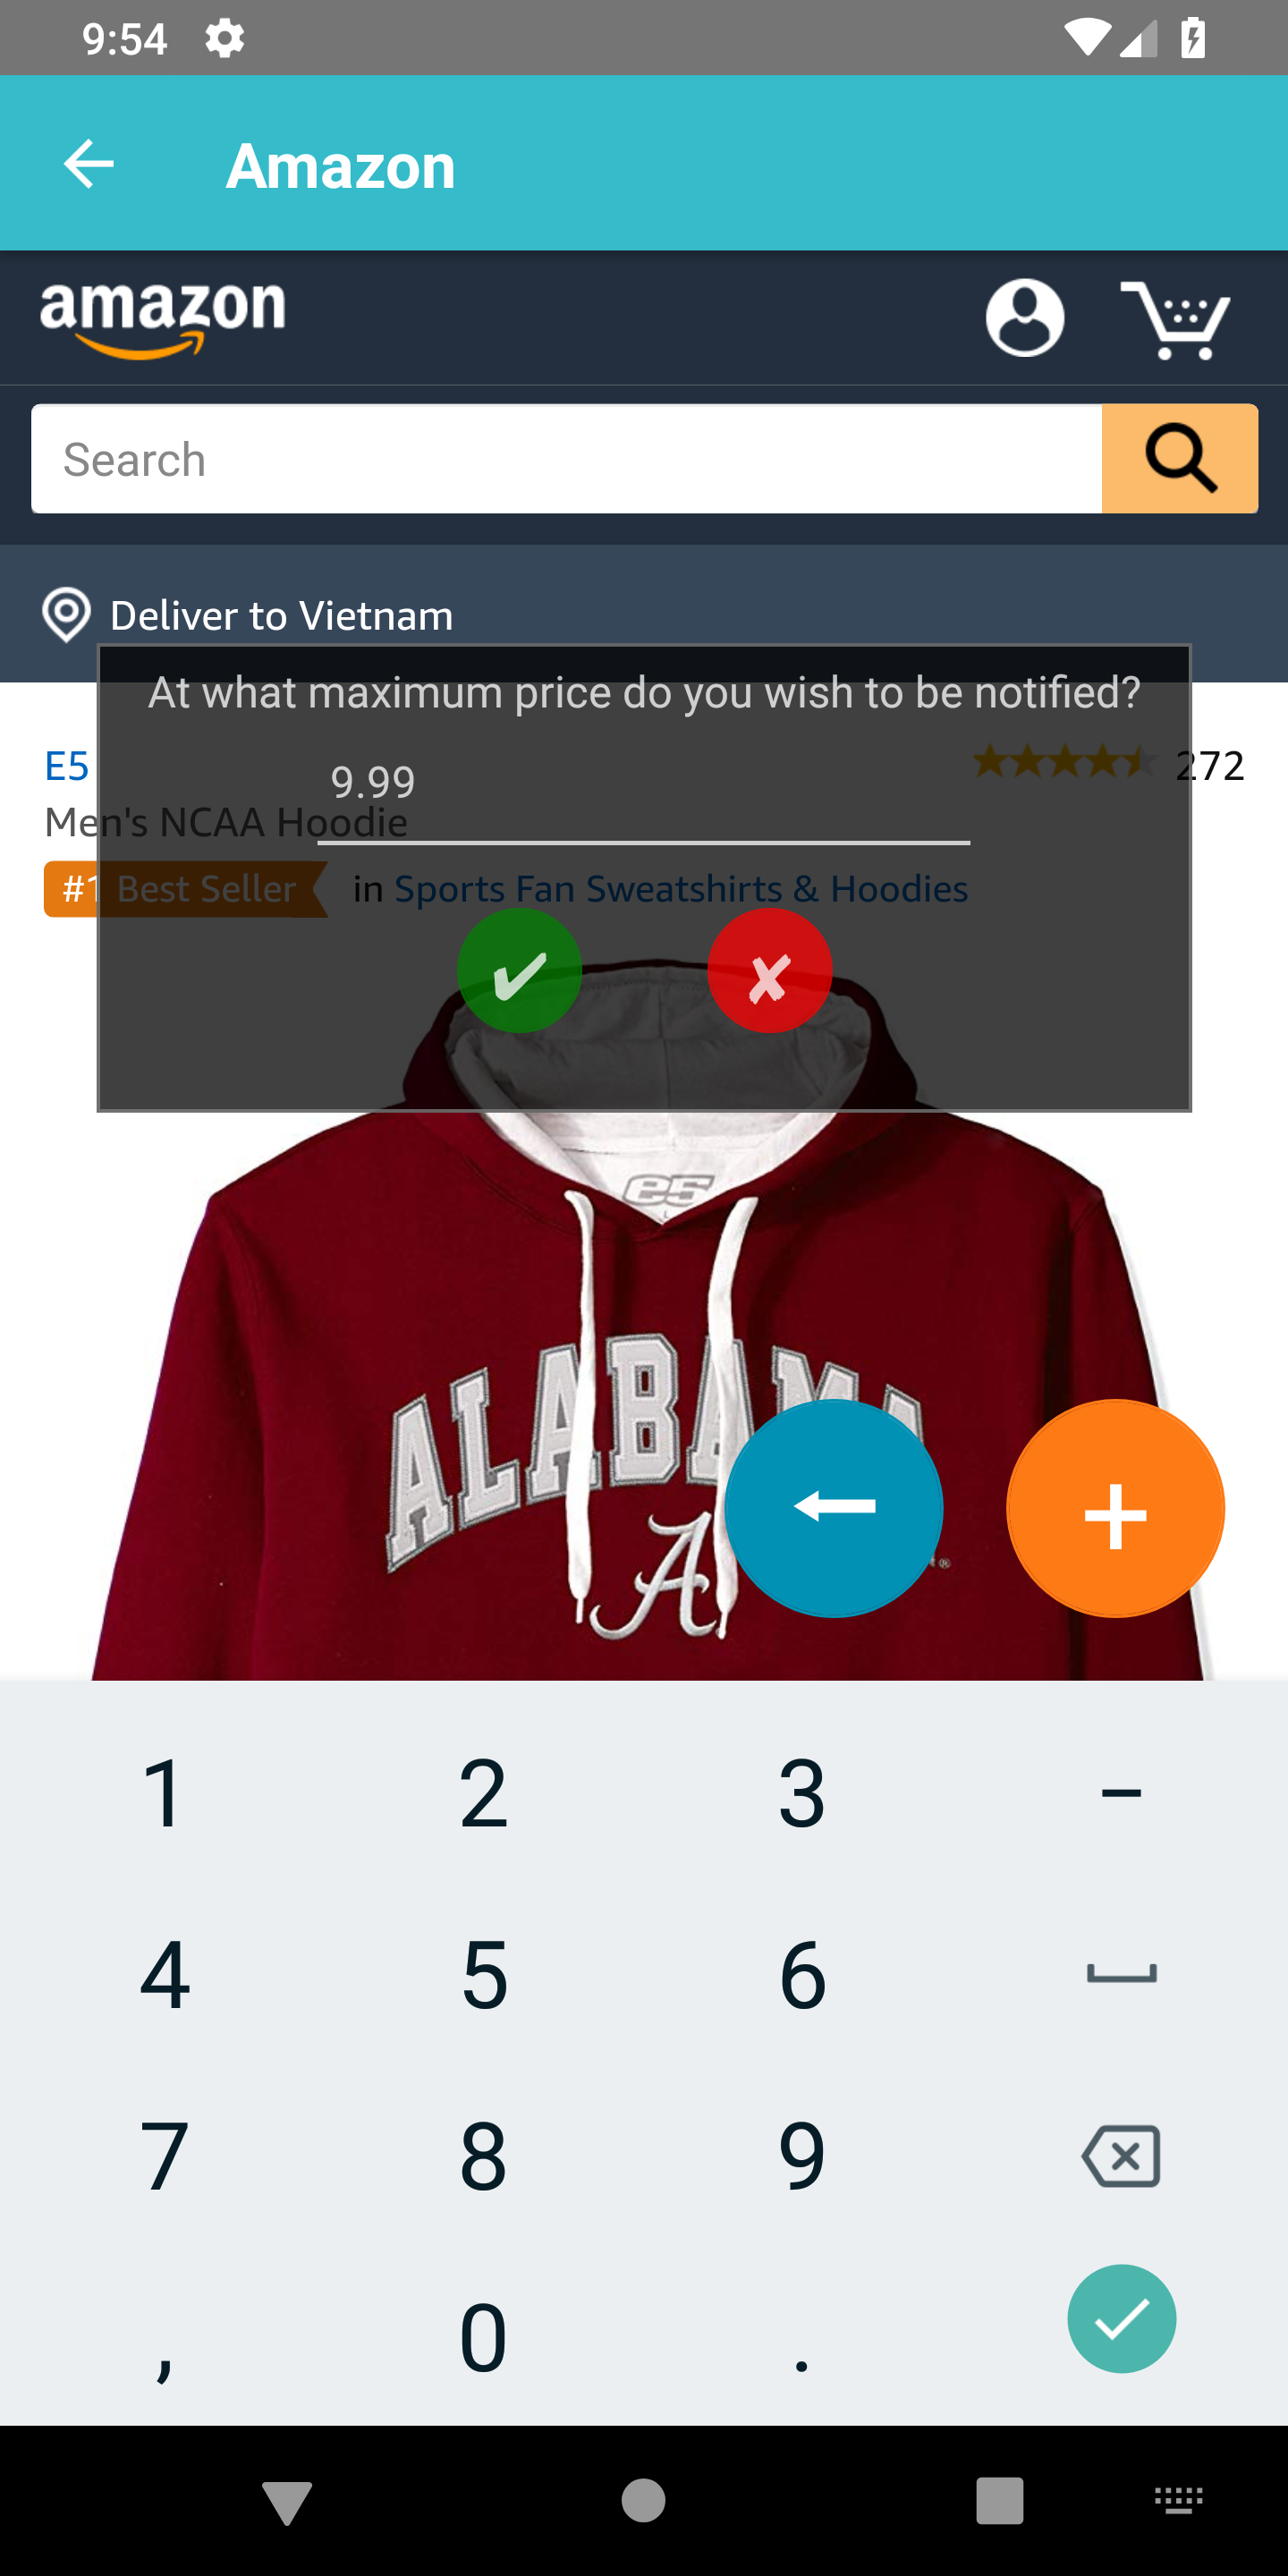 9:54
Amazon
amazon
Search
Deliver to Vietnam
At what maximum price do you wish to be notified?
E5
272
9.99
Men's NCAA Hoodie
#1 Best Seller in Sports Fan Sweatshirts & Hoodies
e5
L
ALABAMA
A
1 2 3 –
4 5 6
7 8 9
, 0 .